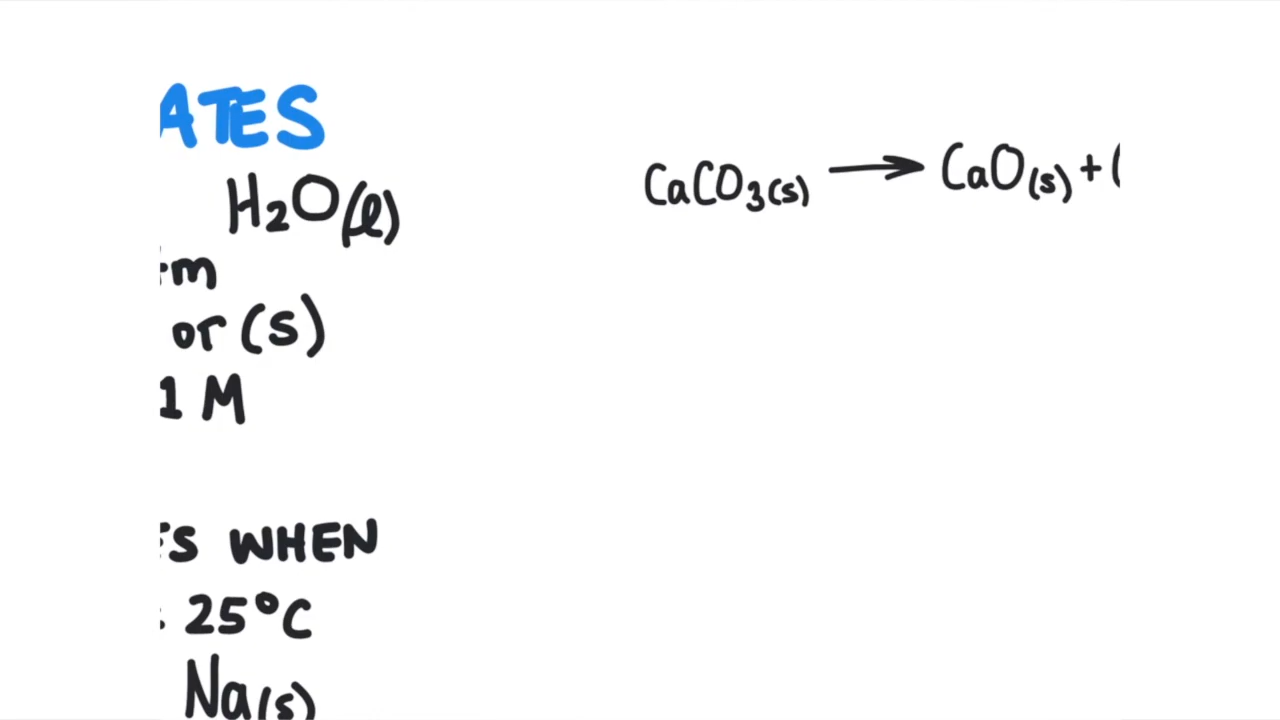 ATES
H₂O(l)
m
or (s)
1 M
S WHEN
25°C
Na(s)
CaCO₃(s) → CaO(s) + (